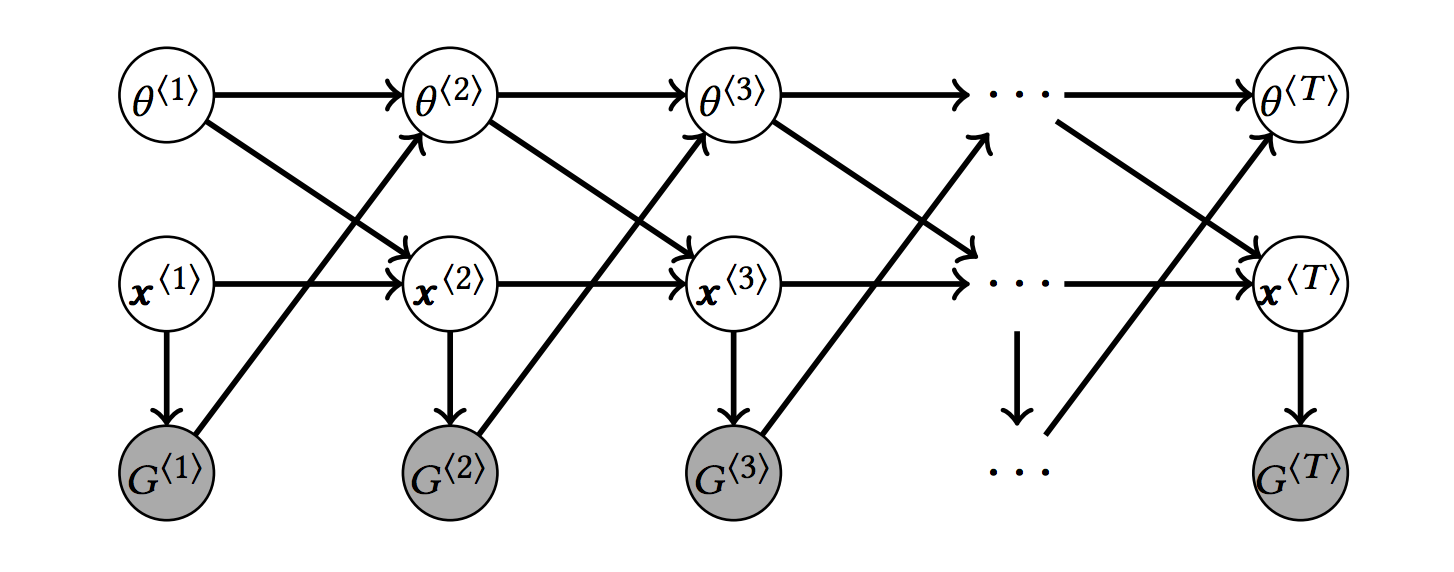 θ⟨1⟩ θ⟨2⟩ θ⟨3⟩ · · · θ⟨T⟩
x⟨1⟩ x⟨2⟩ x⟨3⟩ · · · x⟨T⟩
G⟨1⟩ G⟨2⟩ G⟨3⟩ · · · G⟨T⟩